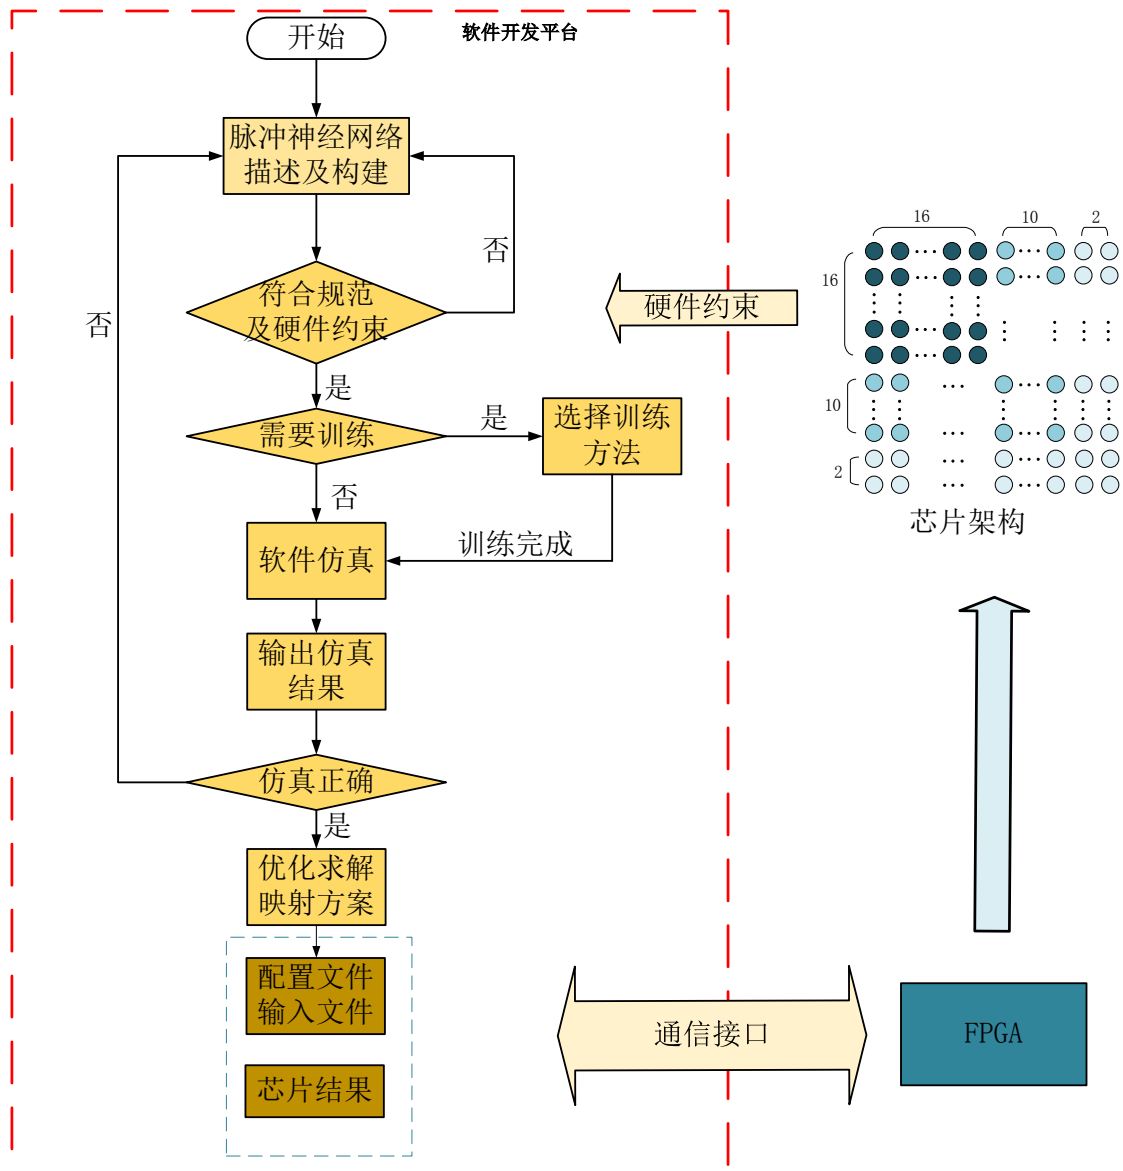 软件开发平台
开始
脉冲神经网络
描述及构建
否
符合规范
及硬件约束
否
是
需要训练
是
选择训练
方法
否
软件仿真
训练完成
输出仿真
结果
仿真正确
是
优化求解
映射方案
配置文件
输入文件
芯片结果
硬件约束
16
10
2
16
10
2
芯片架构
通信接口
FPGA